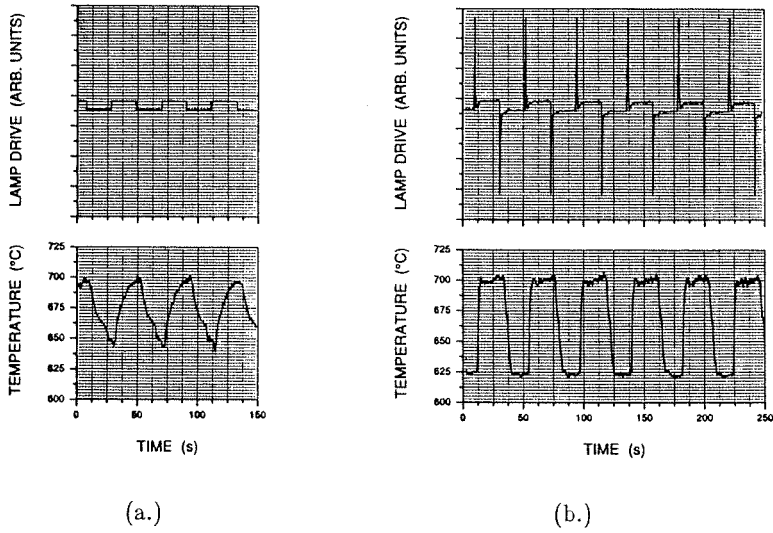 LAMP DRIVE (ARB. UNITS)
LAMP DRIVE (ARB. UNITS)
TEMPERATURE (°C)
725
700
675
650
625
600
0 50 100 150
TIME (s)
TEMPERATURE (°C)
725
700
675
650
625
600
0 50 100 150 200 250
TIME (s)
(a.)
(b.)